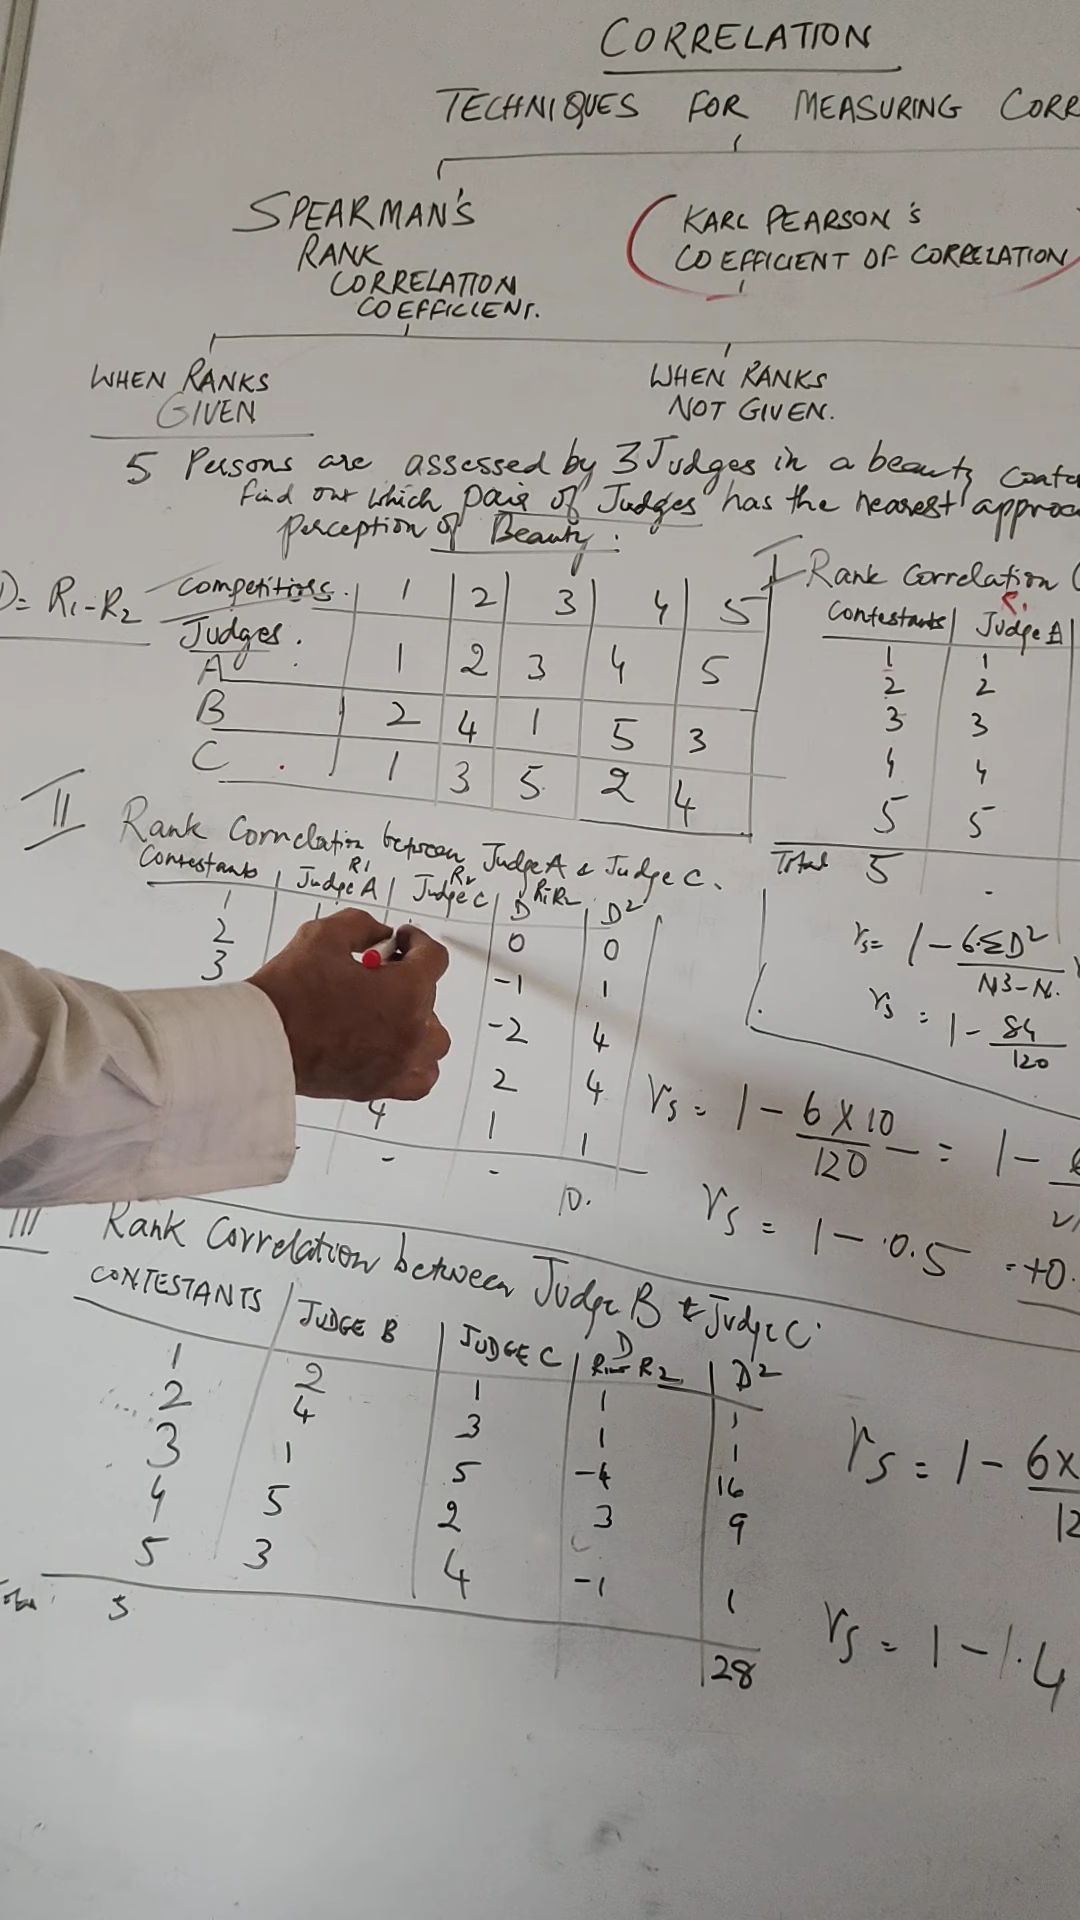 CORRELATION
TECHNIQUES FOR MEASURING CORR
SPEARMAN'S
RANK
CORRELATION
COEFFICIENT.
KARL PEARSON'S
COEFFICIENT OF CORRELATION
WHEN RANKS
GIVEN
WHEN RANKS
NOT GIVEN.
5 Persons are assessed by 3 Judges in a beauty
find out which pair of Judges has the nearest
perception of Beauty:
D= R1-R2
Competitors. 1 2 3 4 5
Judges.
A 1 2 3 4 5
B 2 4 1 5 3
C 1 3 5 2 4
I Rank Correlation (
R1
Contestants Judge A
1 1
2 2
3 3
4 4
5 5
Total 5 -
rs= 1 - 6.ΣD²/N3-N.
rs = 1 - 84/120
II Rank Correlation between Judge A & Judge C.
Contestants R1 Judge A R2 Judge C D R1-R2 D²
1
2 0 0
3 -1 1
-2 4
2 4
4 1 1
- - - 10.
rs = 1 - 6 X 10/120 = 1 -
rs = 1 - 0.5 = +0.
III Rank Correlation between Judge B & Judge C.
CONTESTANTS JUDGE B JUDGE C D R1-R2 D²
1 2 1 1 1
2 4 3 1 1
3 1 5 -4 16
4 5 2 3 9
5 3 4 -1 1
5 28
rs = 1 - 6x
12
rs = 1 - 1.4